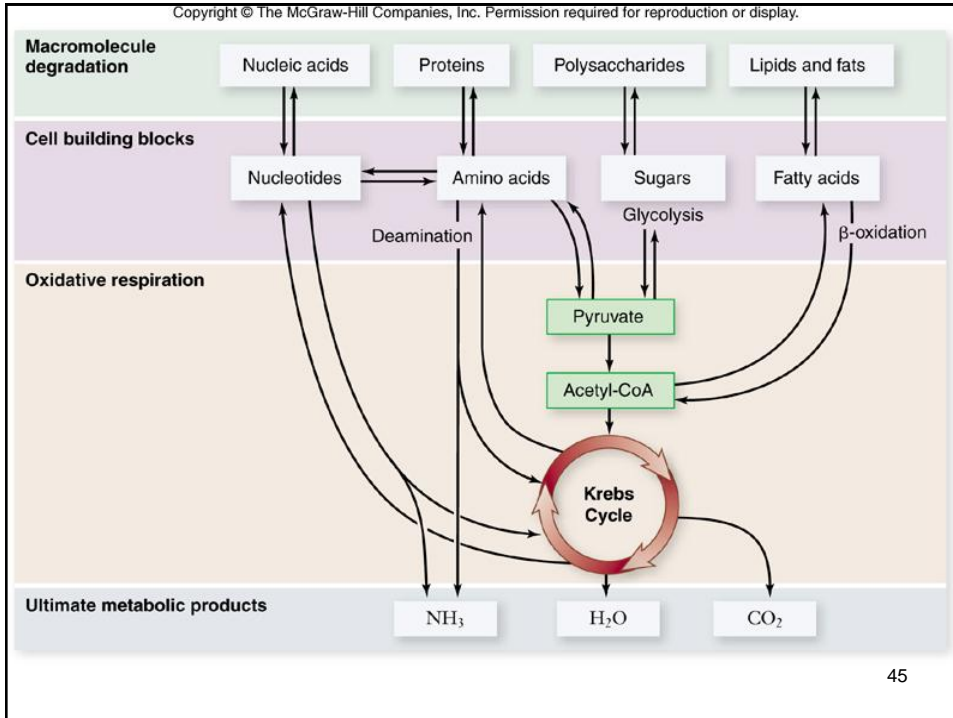 Copyright © The McGraw-Hill Companies, Inc. Permission required for reproduction or display.
Macromolecule
degradation
Nucleic acids
Proteins
Polysaccharides
Lipids and fats
Cell building blocks
Nucleotides
Amino acids
Sugars
Fatty acids
Deamination
Glycolysis
β-oxidation
Oxidative respiration
Pyruvate
Acetyl-CoA
Krebs
Cycle
Ultimate metabolic products
NH₃
H₂O
CO₂
45